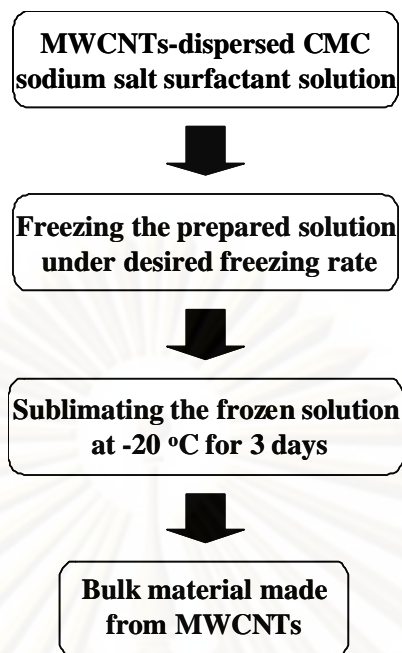 MWCNTs-dispersed CMC
sodium salt surfactant solution
Freezing the prepared solution
under desired freezing rate
Sublimating the frozen solution
at -20 °C for 3 days
Bulk material made
from MWCNTs